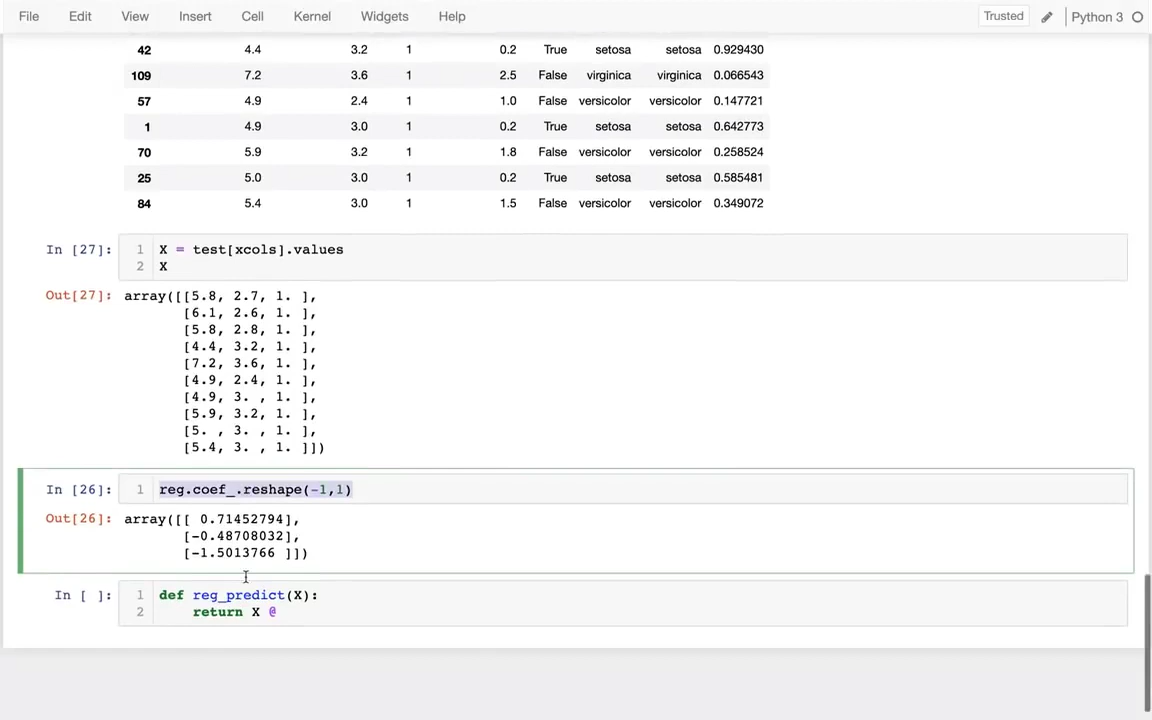 File Edit View Insert Cell Kernel Widgets Help Trusted Python 3
42 4.4 3.2 1 0.2 True setosa setosa 0.929430
109 7.2 3.6 1 2.5 False virginica virginica 0.066543
57 4.9 2.4 1 1.0 False versicolor versicolor 0.147721
1 4.9 3.0 1 0.2 True setosa setosa 0.642773
70 5.9 3.2 1 1.8 False versicolor versicolor 0.258524
25 5.0 3.0 1 0.2 True setosa setosa 0.585481
84 5.4 3.0 1 1.5 False versicolor versicolor 0.349072
In [27]: 1 X = test[xcols].values
2 X
Out[27]: array([[5.8, 2.7, 1. ],
[6.1, 2.6, 1. ],
[5.8, 2.8, 1. ],
[4.4, 3.2, 1. ],
[7.2, 3.6, 1. ],
[4.9, 2.4, 1. ],
[4.9, 3. , 1. ],
[5.9, 3.2, 1. ],
[5. , 3. , 1. ],
[5.4, 3. , 1. ]])
In [26]: 1 reg.coef_.reshape(-1,1)
Out[26]: array([[ 0.71452794],
[-0.48708032],
[-1.5013766 ]])
In [ ]: 1 def reg_predict(X):
2 return X @